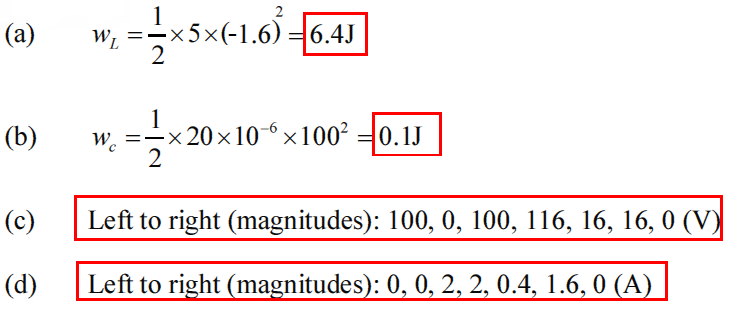 (a) w_L = 1/2 × 5 × (-1.6)² = 6.4J
(b) w_c = 1/2 × 20 × 10⁻⁶ × 100² = 0.1J
(c) Left to right (magnitudes): 100, 0, 100, 116, 16, 16, 0 (V)
(d) Left to right (magnitudes): 0, 0, 2, 2, 0.4, 1.6, 0 (A)